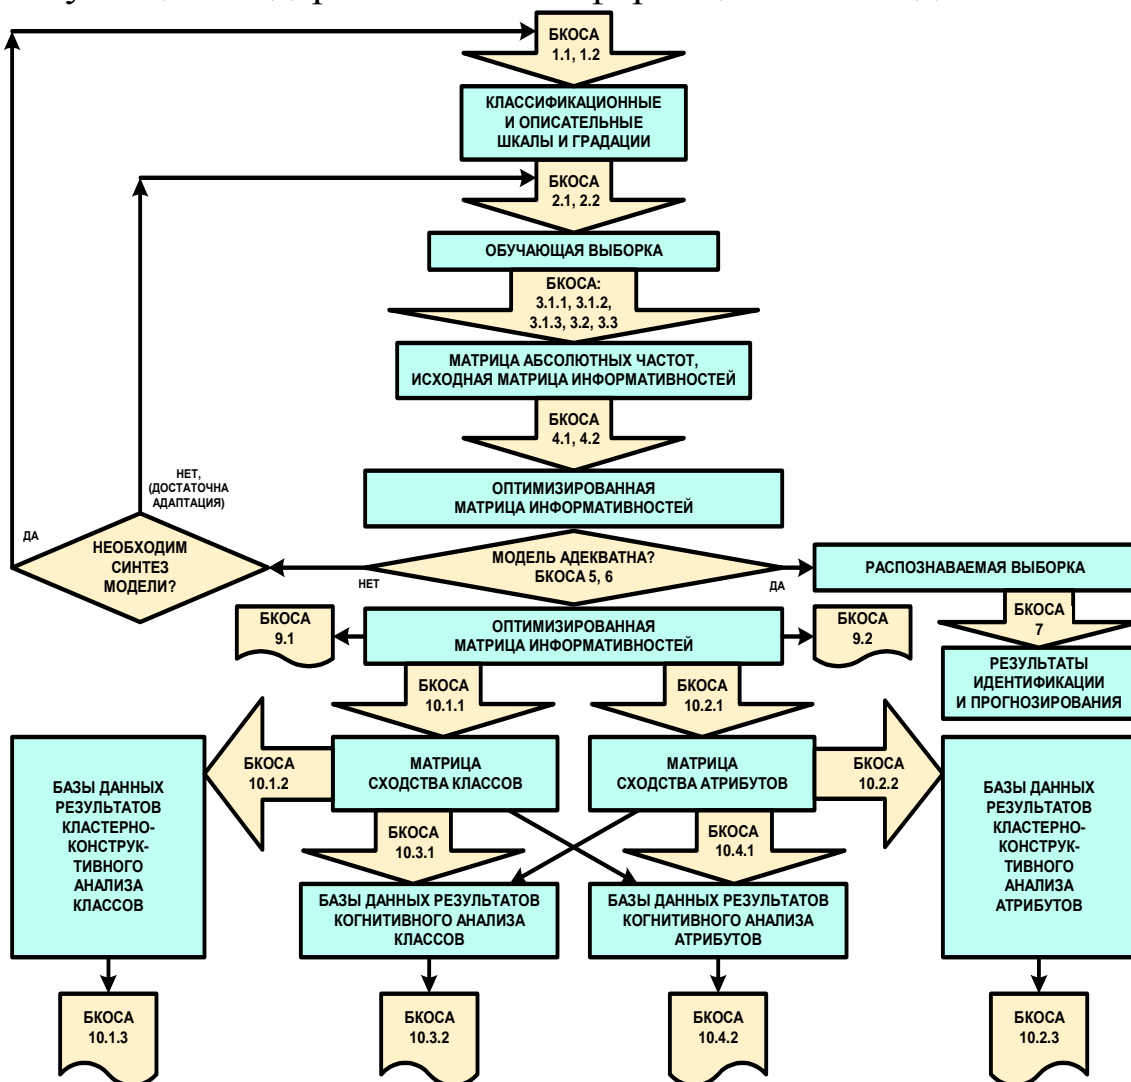 БКОСА
1.1, 1.2
КЛАССИФИКАЦИОННЫЕ
И ОПИСАТЕЛЬНЫЕ
ШКАЛЫ И ГРАДАЦИИ
БКОСА
2.1, 2.2
ОБУЧАЮЩАЯ ВЫБОРКА
БКОСА:
3.1.1, 3.1.2,
3.1.3, 3.2, 3.3
МАТРИЦА АБСОЛЮТНЫХ ЧАСТОТ,
ИСХОДНАЯ МАТРИЦА ИНФОРМАТИВНОСТЕЙ
БКОСА
4.1, 4.2
ОПТИМИЗИРОВАННАЯ
МАТРИЦА ИНФОРМАТИВНОСТЕЙ
НЕТ,
(ДОСТАТОЧНА
АДАПТАЦИЯ)
ДА
НЕОБХОДИМ
СИНТЕЗ
МОДЕЛИ?
НЕТ
МОДЕЛЬ АДЕКВАТНА?
БКОСА 5, 6
ДА
РАСПОЗНАВАЕМАЯ ВЫБОРКА
БКОСА
7
РЕЗУЛЬТАТЫ
ИДЕНТИФИКАЦИИ
И ПРОГНОЗИРОВАНИЯ
БКОСА
9.1
ОПТИМИЗИРОВАННАЯ
МАТРИЦА ИНФОРМАТИВНОСТЕЙ
БКОСА
9.2
БКОСА
10.1.1
БКОСА
10.2.1
БАЗЫ ДАННЫХ
РЕЗУЛЬТАТОВ
КЛАСТЕРНО-
КОНСТРУК-
ТИВНОГО
АНАЛИЗА
КЛАССОВ
БКОСА
10.1.2
МАТРИЦА
СХОДСТВА КЛАССОВ
МАТРИЦА
СХОДСТВА АТРИБУТОВ
БКОСА
10.2.2
БАЗЫ ДАННЫХ
РЕЗУЛЬТАТОВ
КЛАСТЕРНО-
КОНСТРУК-
ТИВНОГО
АНАЛИЗА
АТРИБУТОВ
БКОСА
10.3.1
БКОСА
10.4.1
БАЗЫ ДАННЫХ РЕЗУЛЬТАТОВ
КОГНИТИВНОГО АНАЛИЗА
КЛАССОВ
БАЗЫ ДАННЫХ РЕЗУЛЬТАТОВ
КОГНИТИВНОГО АНАЛИЗА
АТРИБУТОВ
БКОСА
10.1.3
БКОСА
10.3.2
БКОСА
10.4.2
БКОСА
10.2.3